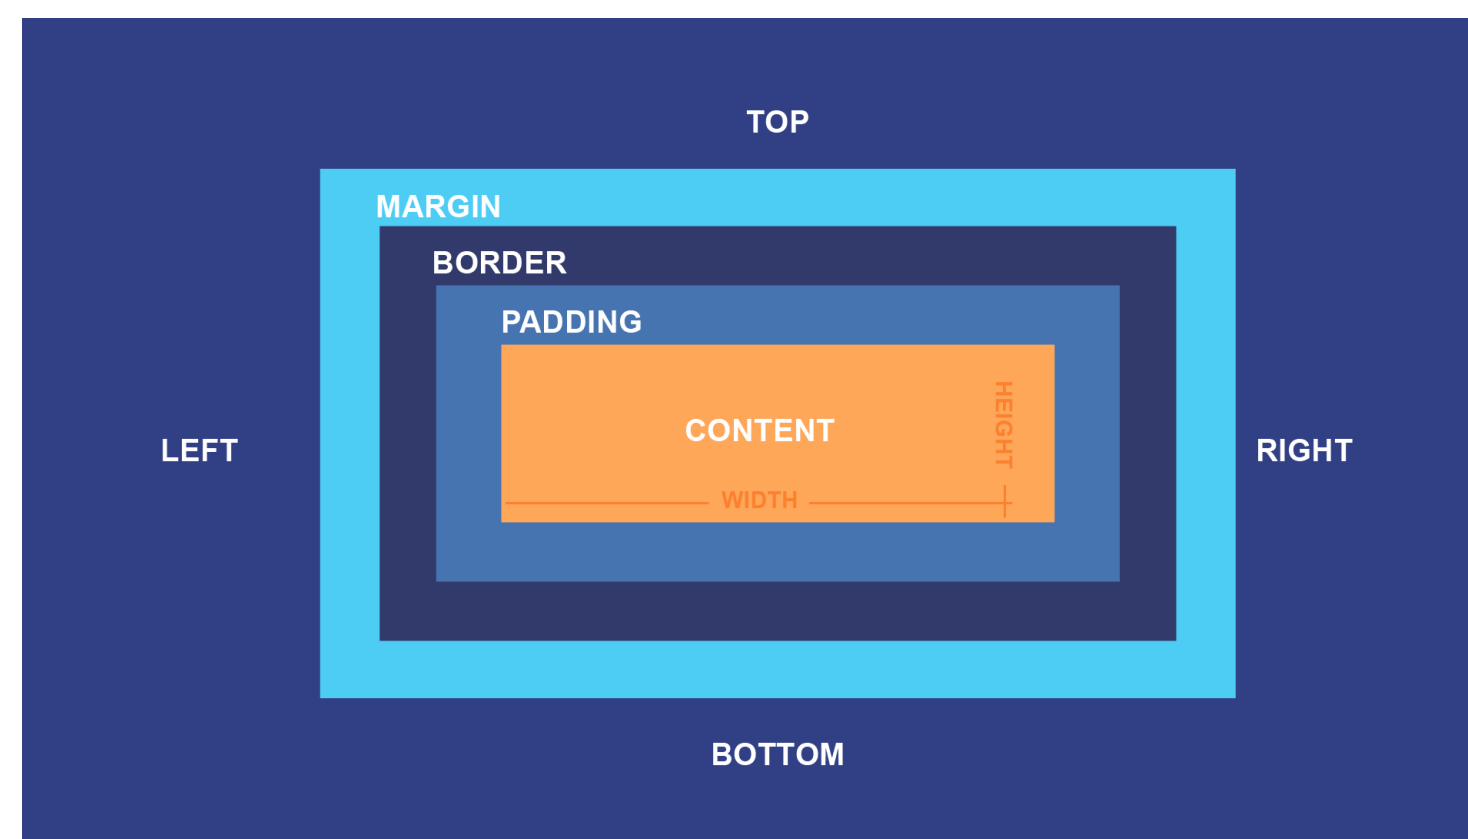 TOP
MARGIN
BORDER
PADDING
HEIGHT
CONTENT
LEFT
RIGHT
WIDTH
BOTTOM